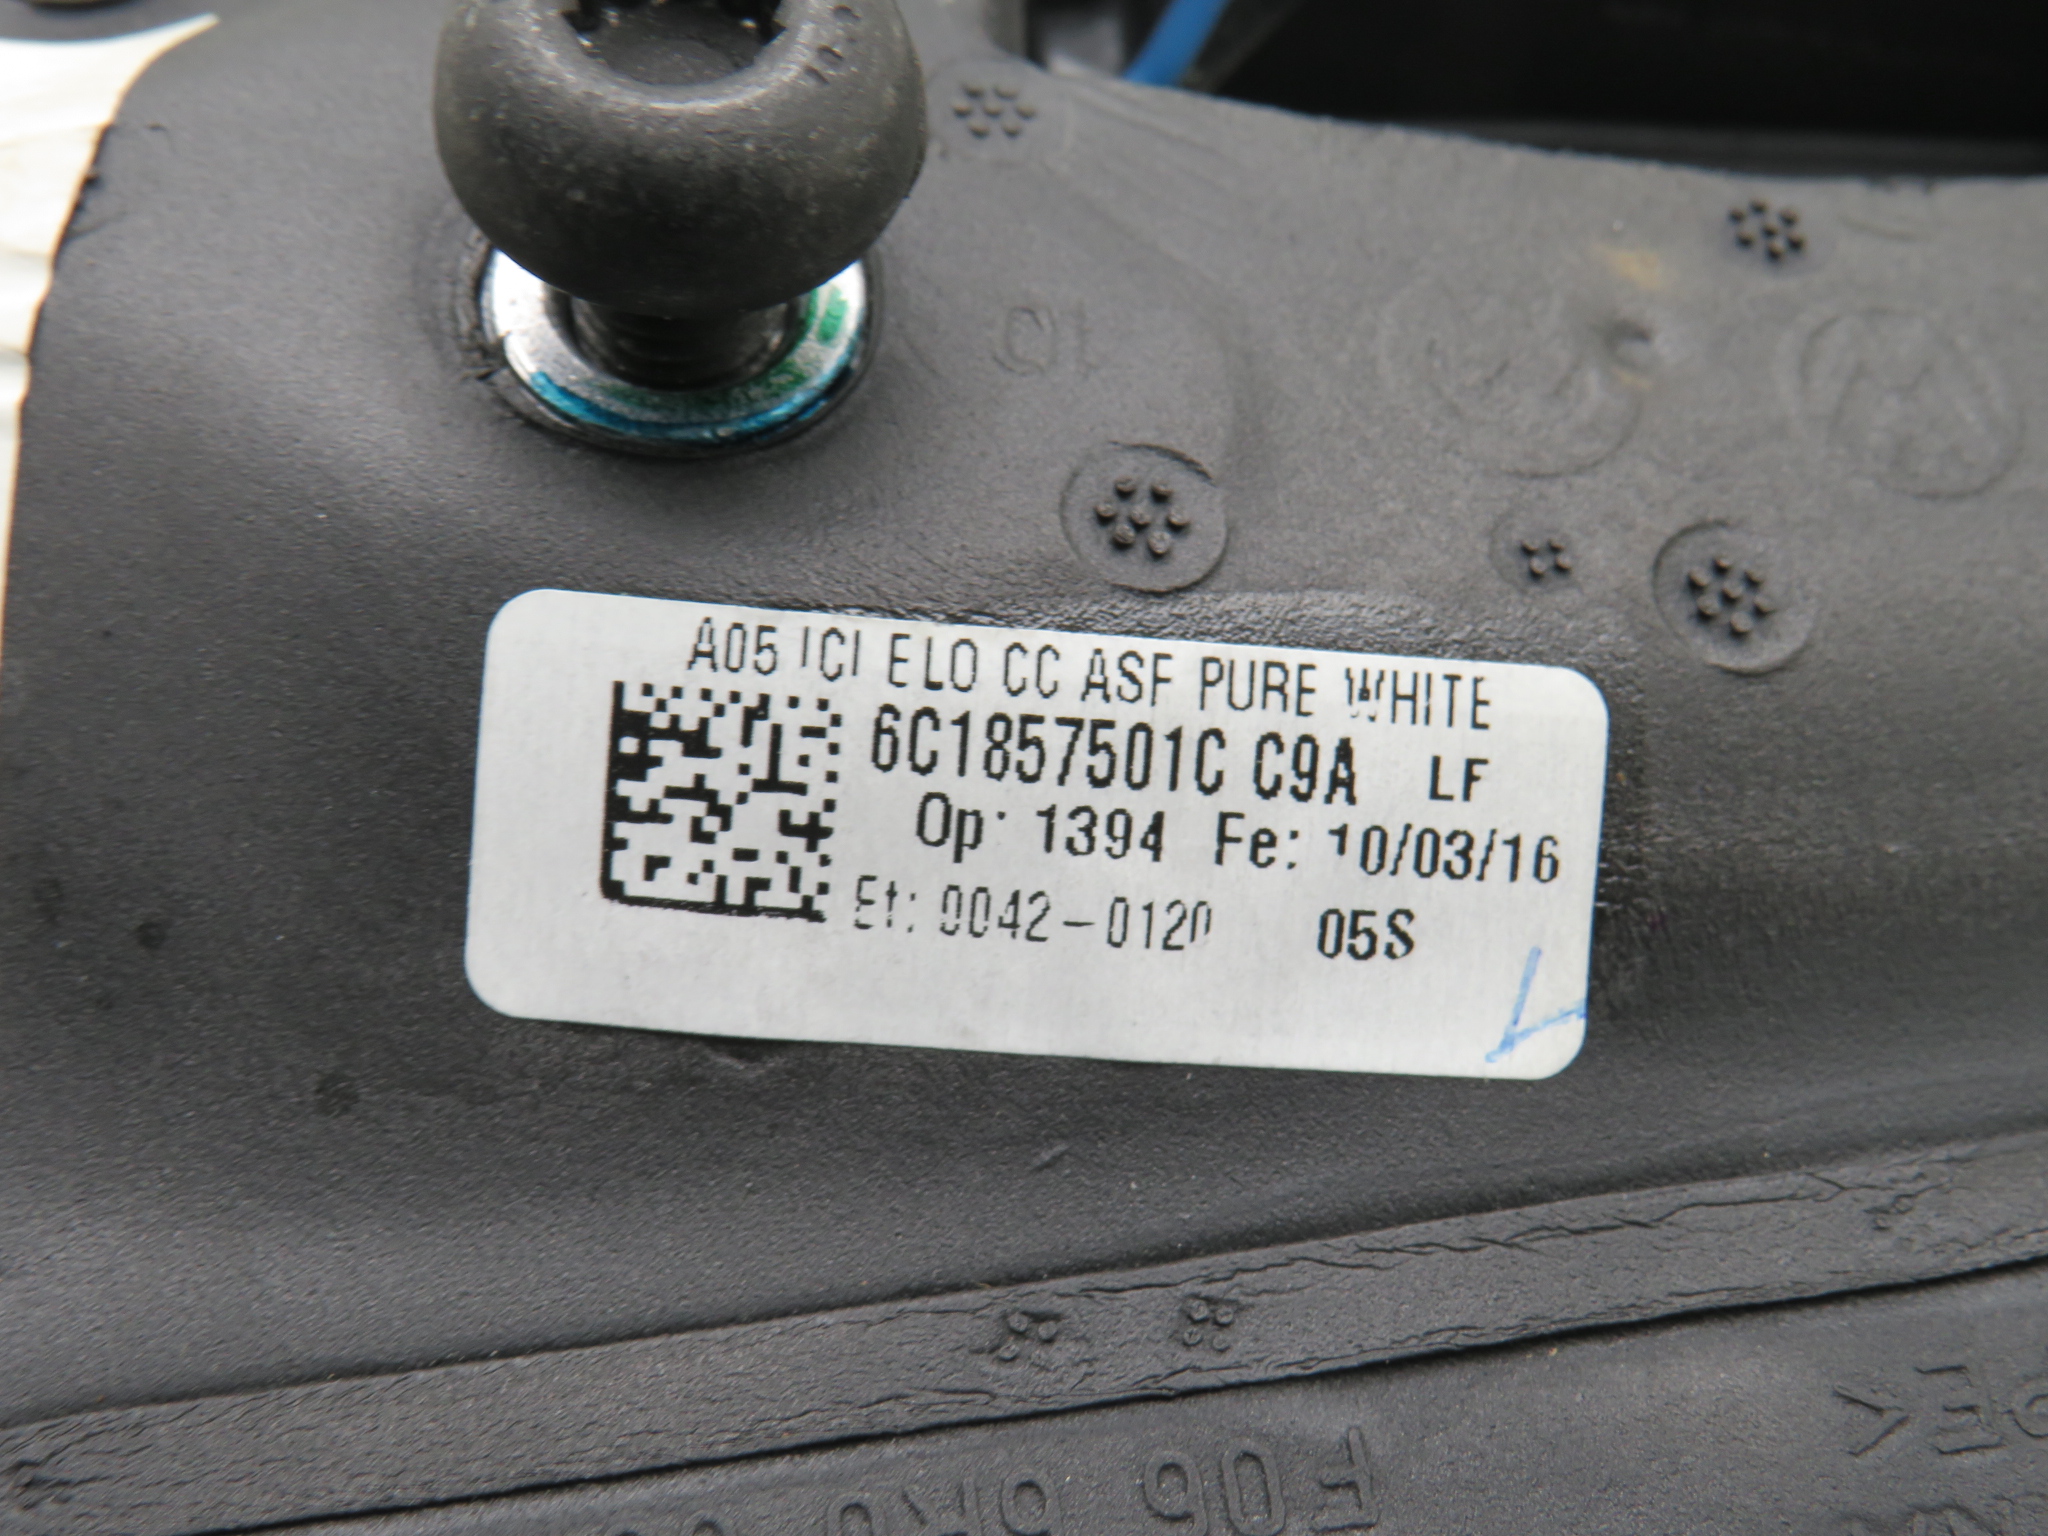 A05 ICI ELO CC ASF PURE WHITE
6C1857501C C9A LF
Op: 1394 Fe: 10/03/16
Et: 0042-0120 05S